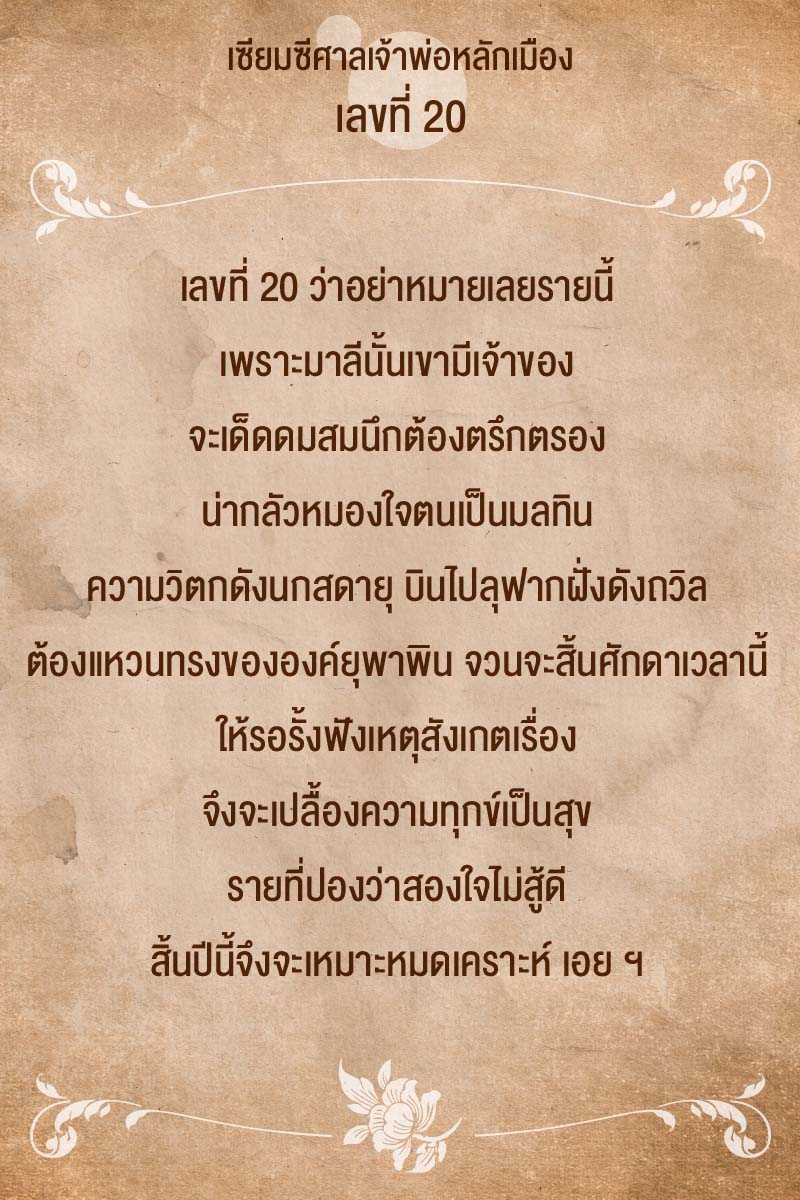 เซียมซีศาลเจ้าพ่อหลักเมือง
เลขที่ 20
เลขที่ 20 ว่าอย่าหมายเลยรายนี้
เพราะมาลีนั้นเขามีเจ้าของ
จะเด็ดดมสมนึกต้องตรึกตรอง
น่ากลัวหมองใจตนเป็นมลทิน
ความวิตกดังนกสดายุ บินไปลุฟากฝั่งดังถวิล
ต้องแหวนทรงขององค์ยุพาพิน จวนจะสิ้นศักดาเวลานี้
ให้รอรั้งฟังเหตุสังเกตเรื่อง
จึงจะเปลื้องความทุกข์เป็นสุข
รายที่ปองว่าสองใจไม่สู้ดี
สิ้นปีนี้จึงจะเหมาะหมดเคราะห์ เอย ฯ